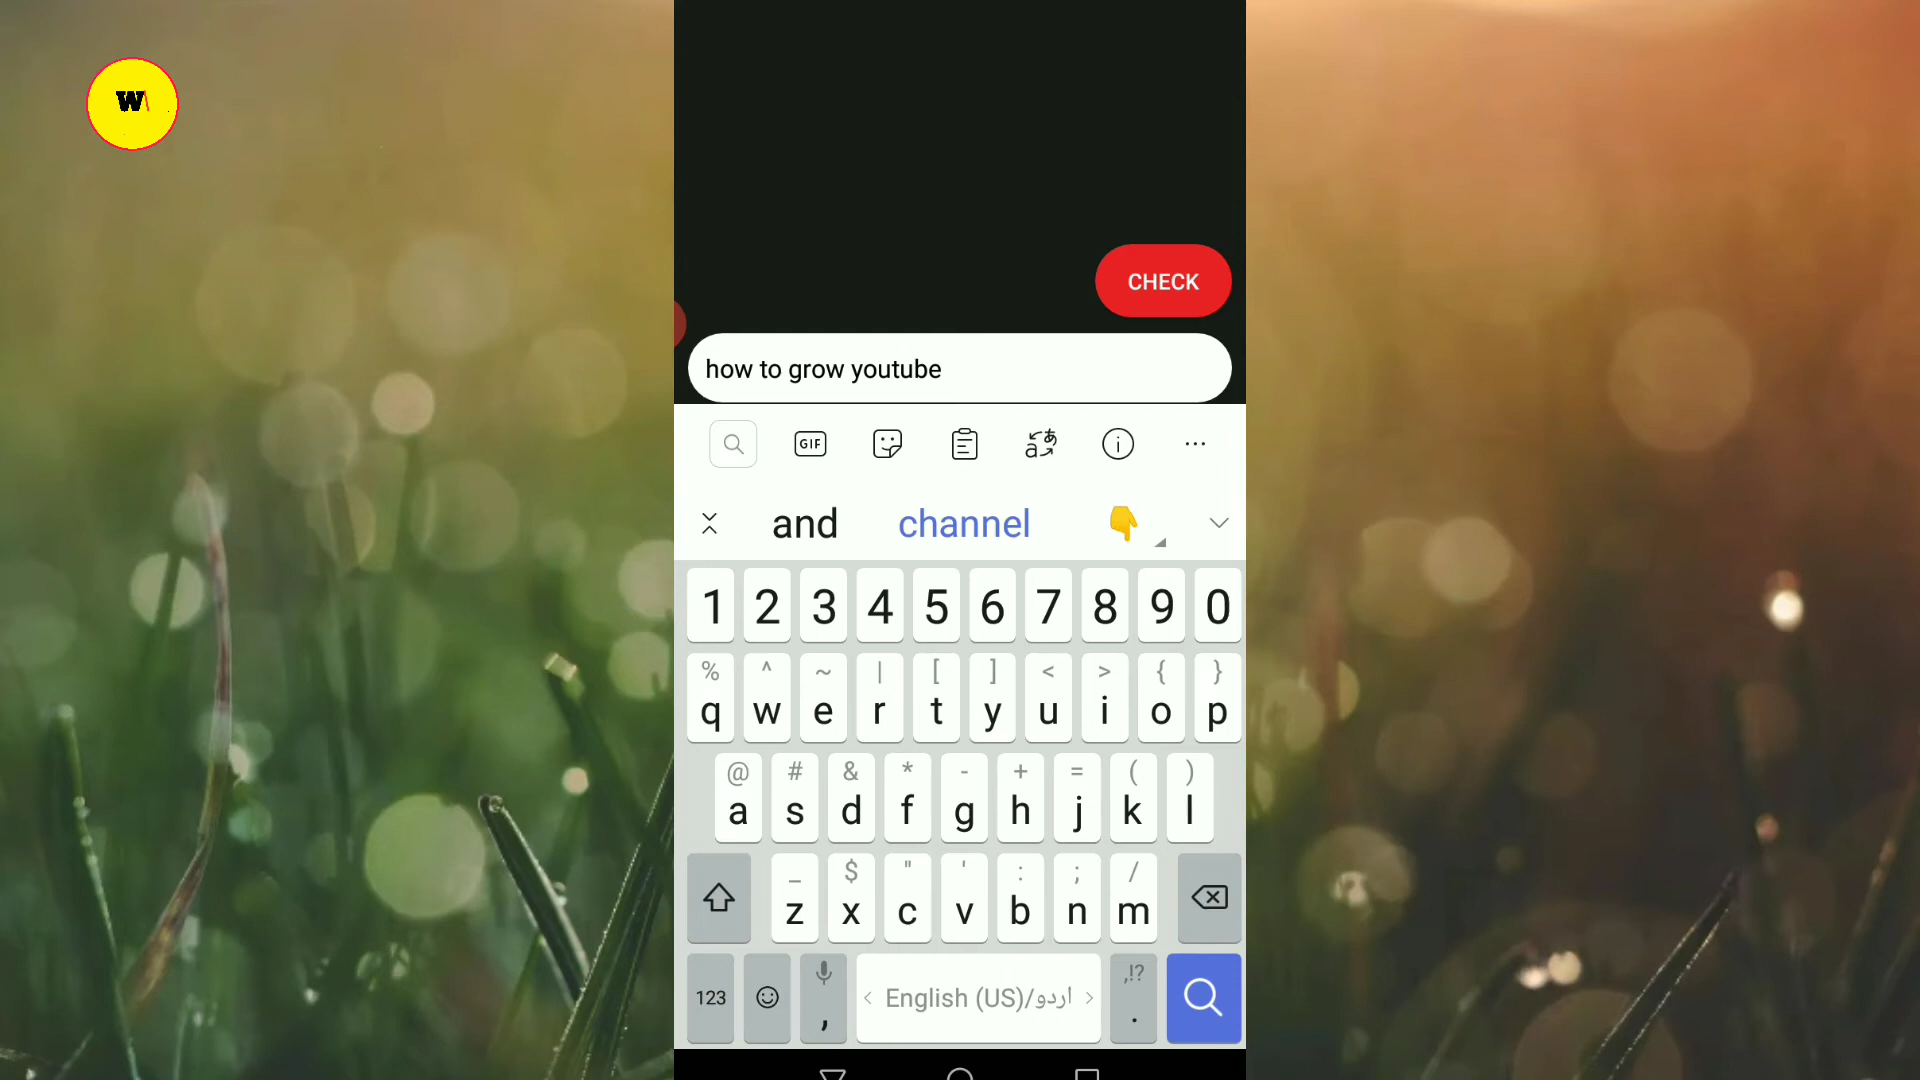 W
CHECK
how to grow youtube
GIF
and channel
1 2 3 4 5 6 7 8 9 0
% ^ ~ | [ ] < > { }
q w e r t y u i o p
@ # & * - + = ( )
a s d f g h j k l
_ $ " ' : ; /
z x c v b n m
123 , English (US)/اردو ,!? .